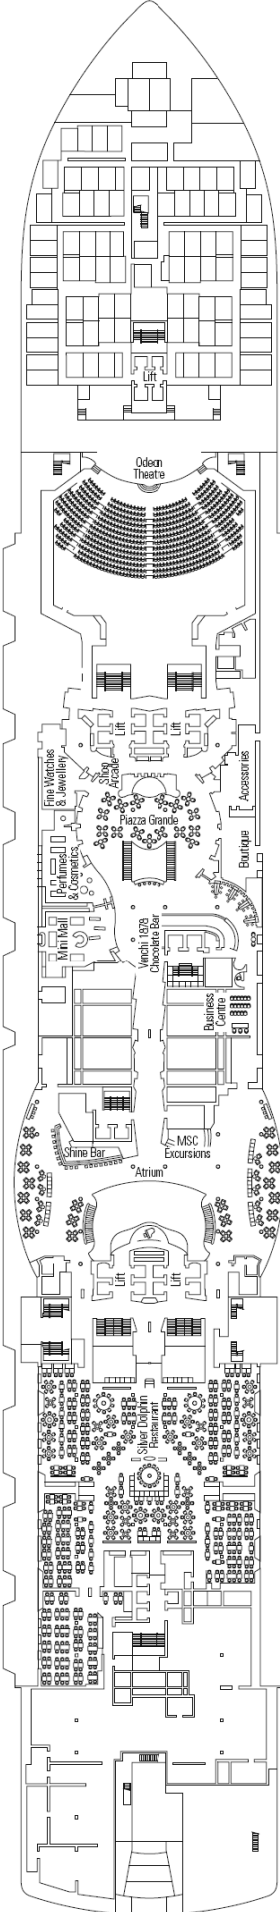 Lift
Odeon
Theatre
Lift
Lift
Fine Watches
& Jewellery
Shop
Arcade
Accessories
Piazza Grande
Boutique
Perfumes
& Cosmetics
Mini Mall
Venchi 1878
Chocolate Bar
Business
Centre
Shine Bar
MSC
Excursions
Atrium
Lift
Lift
Silver Dolphin
Restaurant